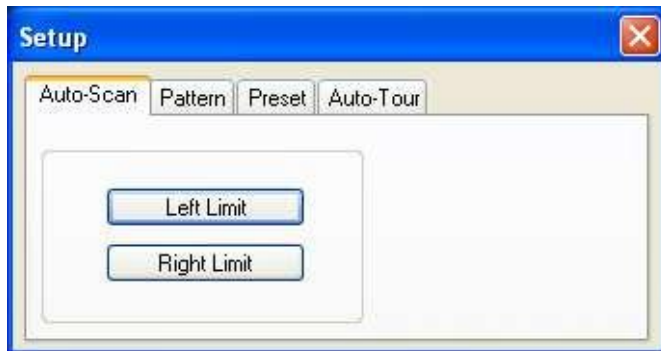 Setup
Auto-Scan Pattern Preset Auto-Tour
Left Limit
Right Limit